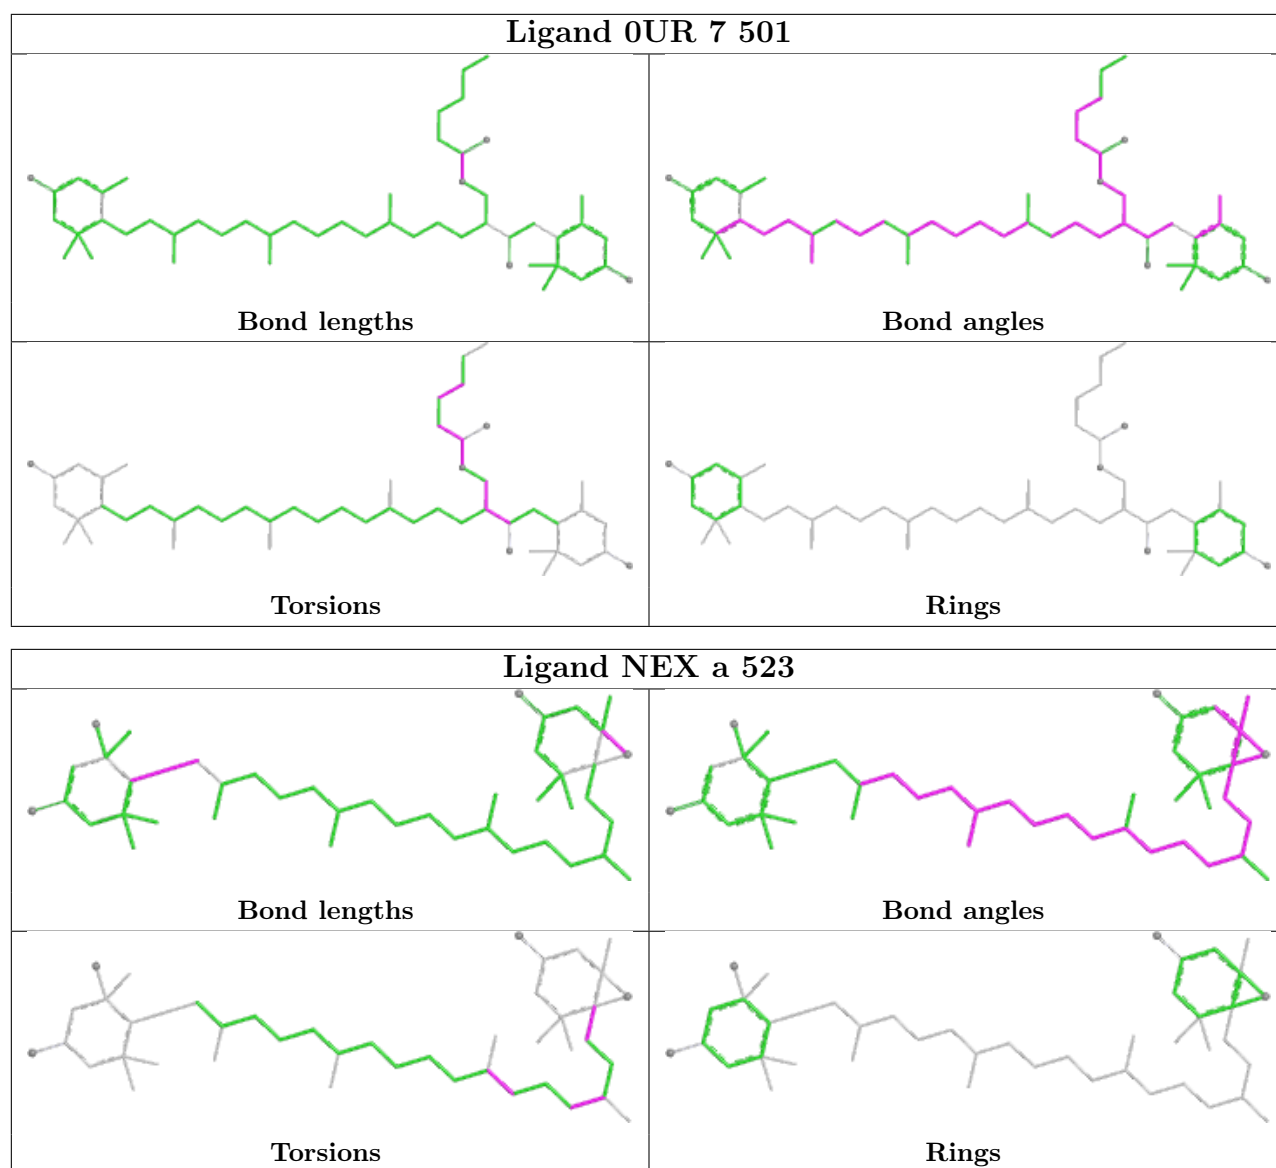 Ligand 0UR 7 501
Bond lengths
Bond angles
Torsions
Rings
Ligand NEX a 523
Bond lengths
Bond angles
Torsions
Rings